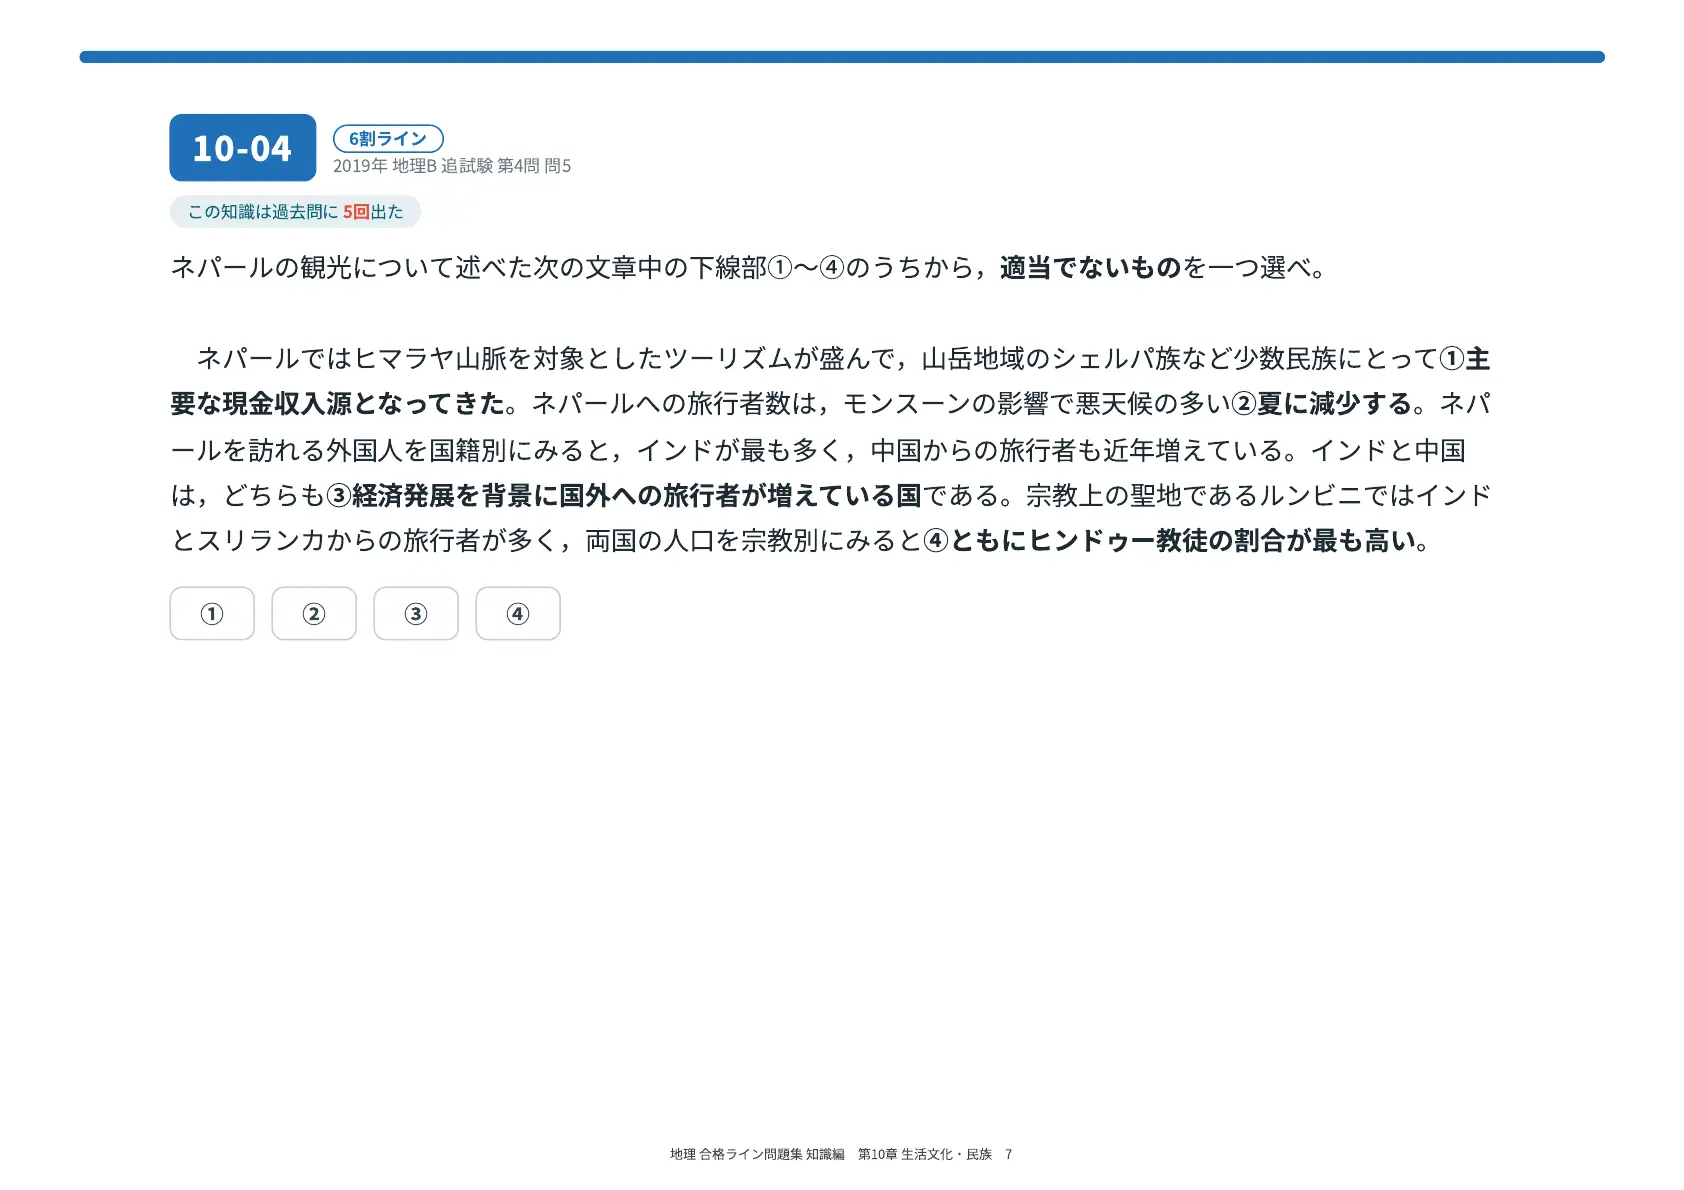 10-04
6割ライン
2019年 地理B 追試験 第4問 問5
この知識は過去問に 5回出た
ネパールの観光について述べた次の文章中の下線部①～④のうちから，適当でないものを一つ選べ。
　ネパールではヒマラヤ山脈を対象としたツーリズムが盛んで，山岳地域のシェルパ族など少数民族にとって①主
要な現金収入源となってきた。ネパールへの旅行者数は，モンスーンの影響で悪天候の多い②夏に減少する。ネパ
ールを訪れる外国人を国籍別にみると，インドが最も多く，中国からの旅行者も近年増えている。インドと中国
は，どちらも③経済発展を背景に国外への旅行者が増えている国である。宗教上の聖地であるルンビニではインド
とスリランカからの旅行者が多く，両国の人口を宗教別にみると④ともにヒンドゥー教徒の割合が最も高い。
① ② ③ ④
地理 合格ライン問題集 知識編　第10章 生活文化・民族　7